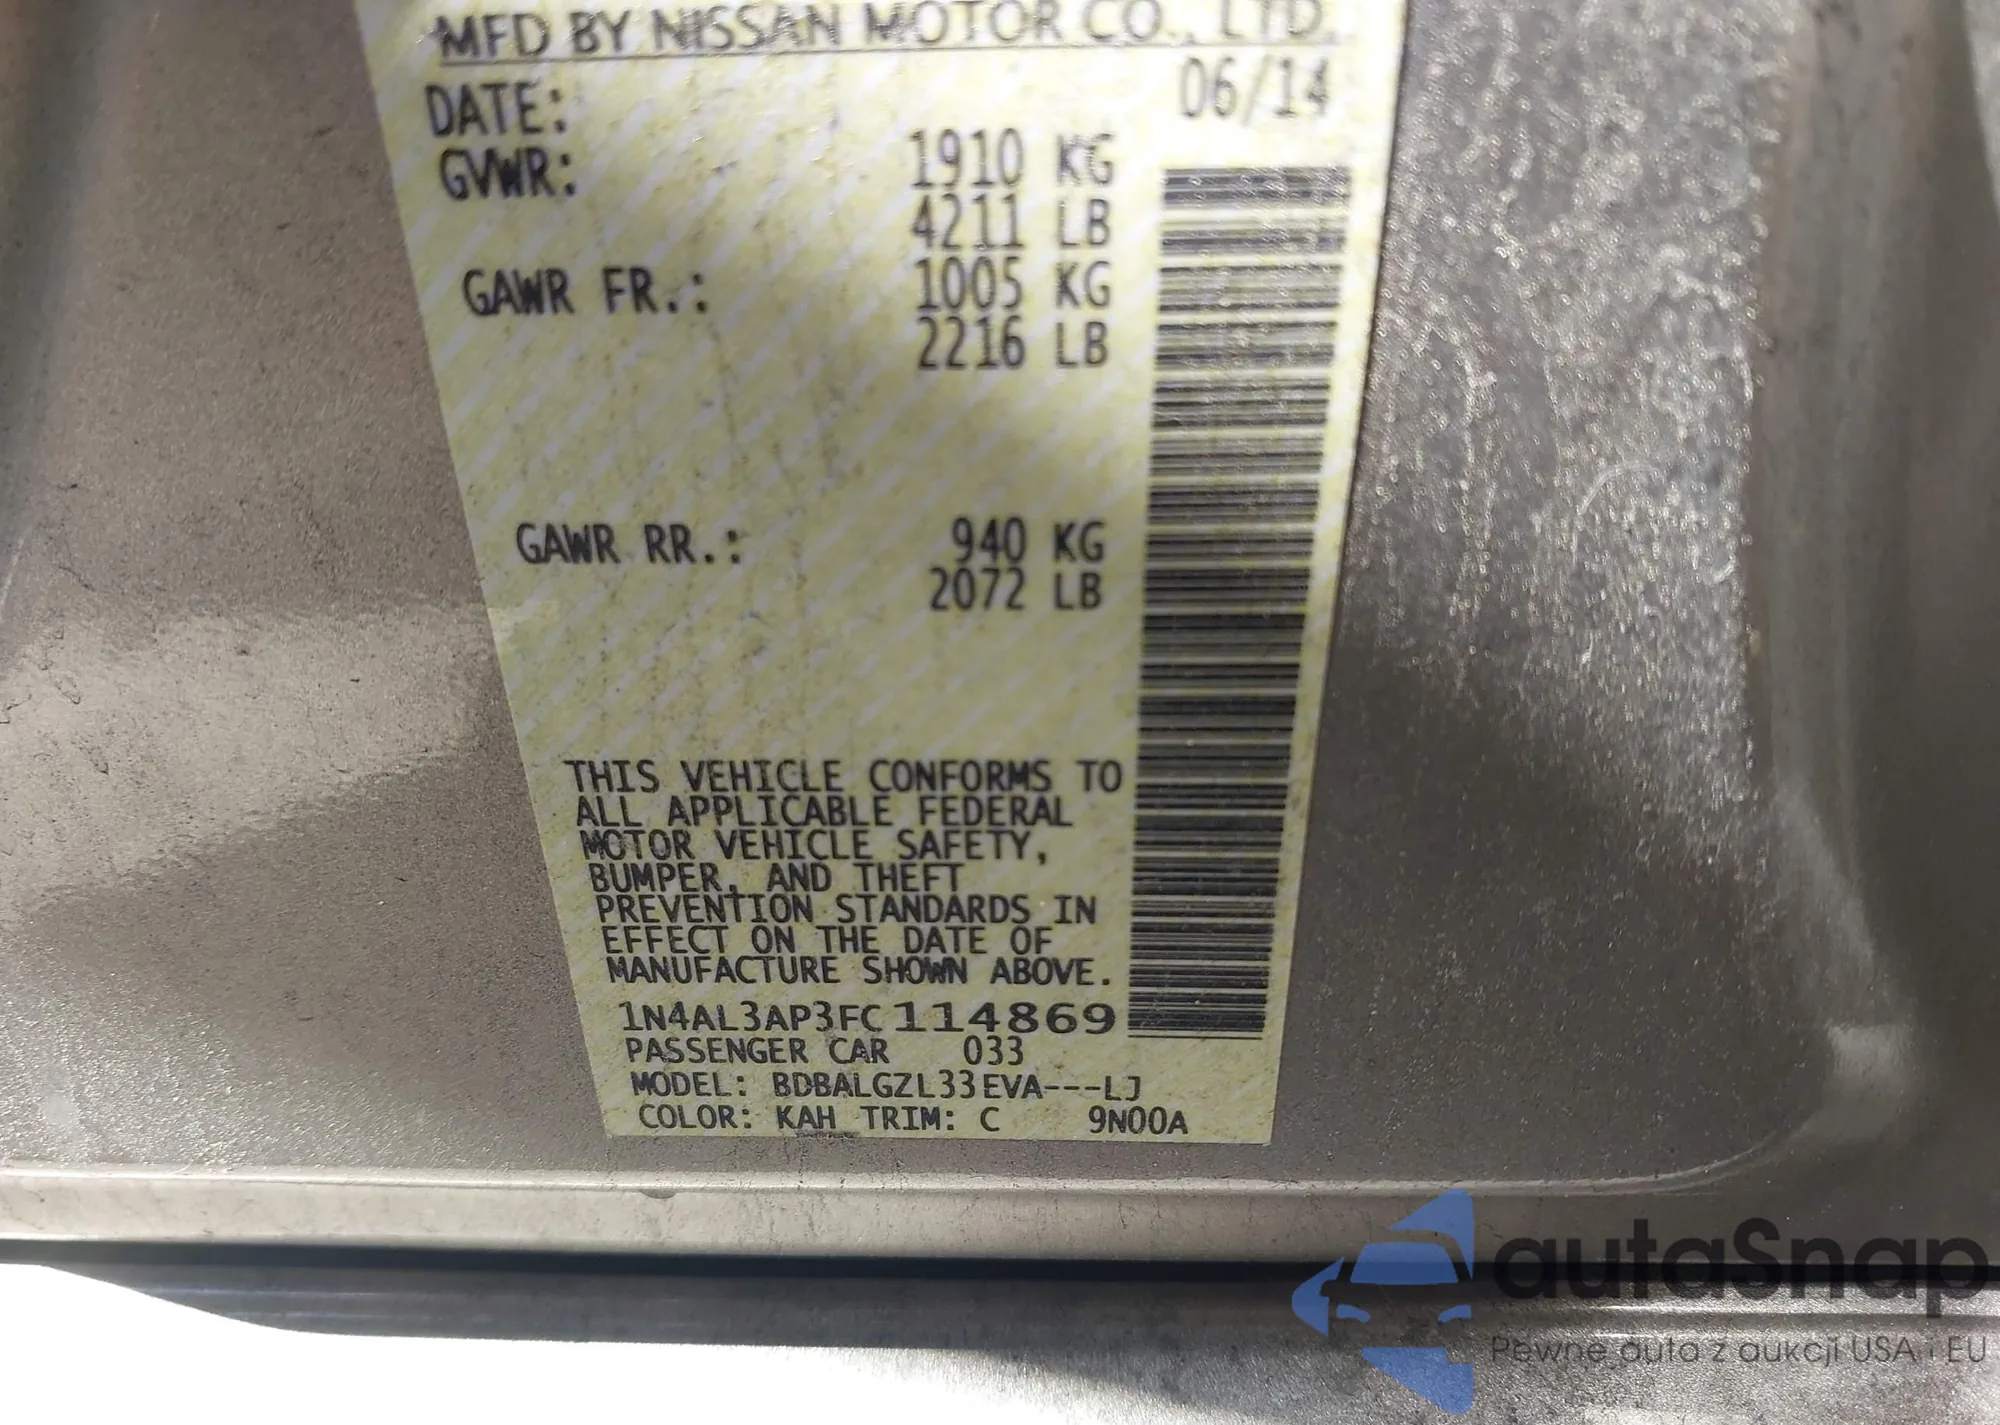 MFD BY NISSAN MOTOR CO., LTD.
DATE: 06/14
GVWR: 1910 KG
4211 LB
GAWR FR.: 1005 KG
2216 LB
GAWR RR.: 940 KG
2072 LB
THIS VEHICLE CONFORMS TO
ALL APPLICABLE FEDERAL
MOTOR VEHICLE SAFETY,
BUMPER, AND THEFT
PREVENTION STANDARDS IN
EFFECT ON THE DATE OF
MANUFACTURE SHOWN ABOVE.
1N4AL3AP3FC114869
PASSENGER CAR 033
MODEL: BDBALGZL33EVA---LJ
COLOR: KAH TRIM: C 9N00A
autaSnap
Pewne auta z aukcji USA i EU